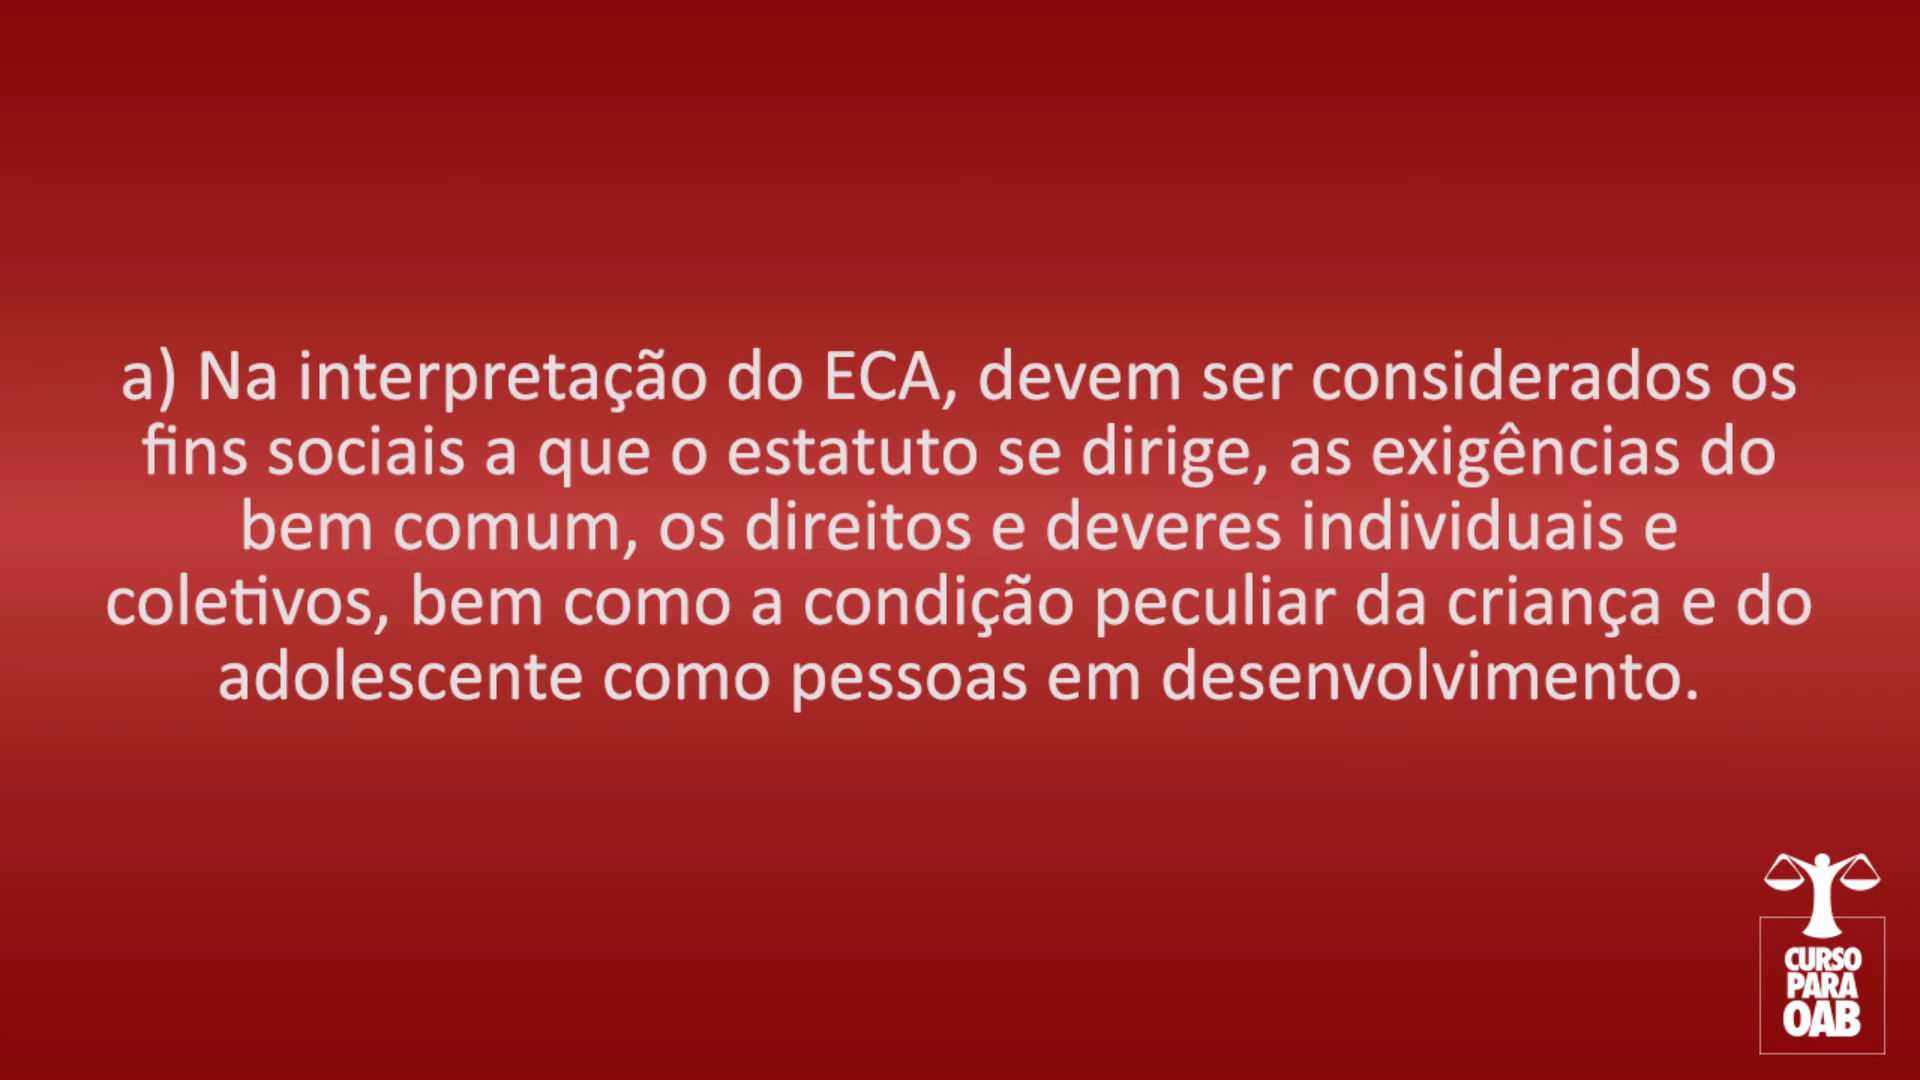 a) Na interpretação do ECA, devem ser considerados os
fins sociais a que o estatuto se dirige, as exigências do
bem comum, os direitos e deveres individuais e
coletivos, bem como a condição peculiar da criança e do
adolescente como pessoas em desenvolvimento.
CURSO
PARA
OAB